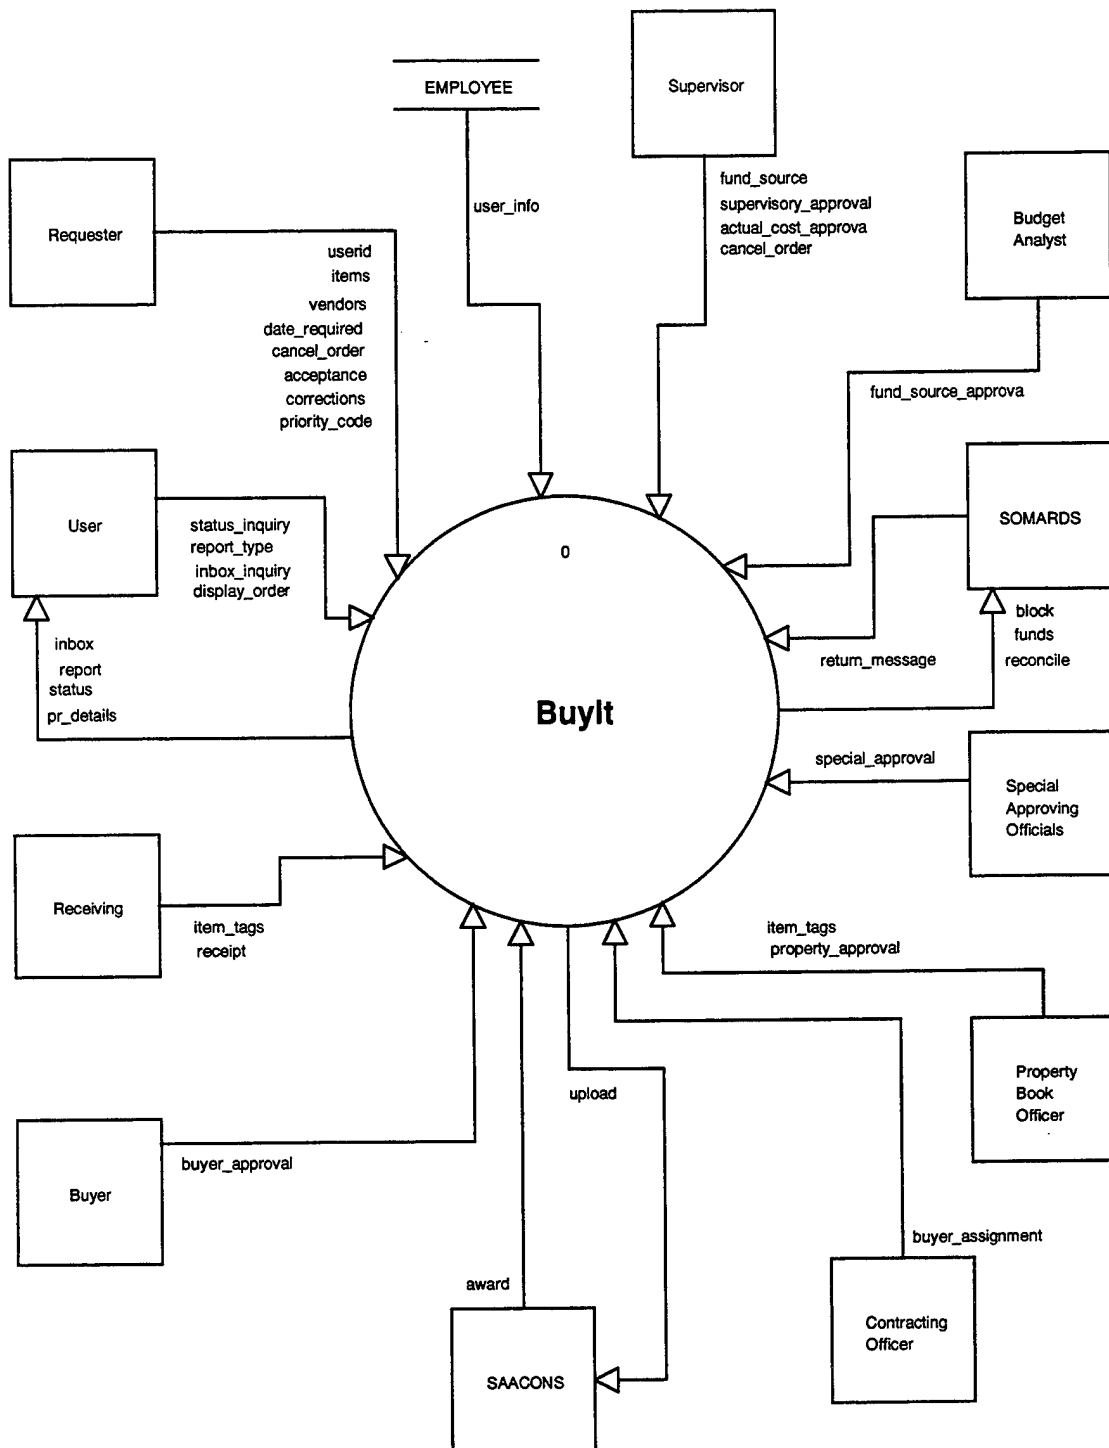 EMPLOYEE
Supervisor
Requester
user_info
fund_source
supervisory_approval
actual_cost_approva
cancel_order
Budget
Analyst
userid
items
vendors
date_required
cancel_order
acceptance
corrections
priority_code
fund_source_approva
User
status_inquiry
report_type
inbox_inquiry
display_order
0
SOMARDS
return_message
block
funds
reconcile
inbox
report
status
pr_details
BuyIt
special_approval
Special
Approving
Officials
Receiving
item_tags
receipt
item_tags
property_approval
Property
Book
Officer
upload
Buyer
buyer_approval
buyer_assignment
Contracting
Officer
award
SAACONS